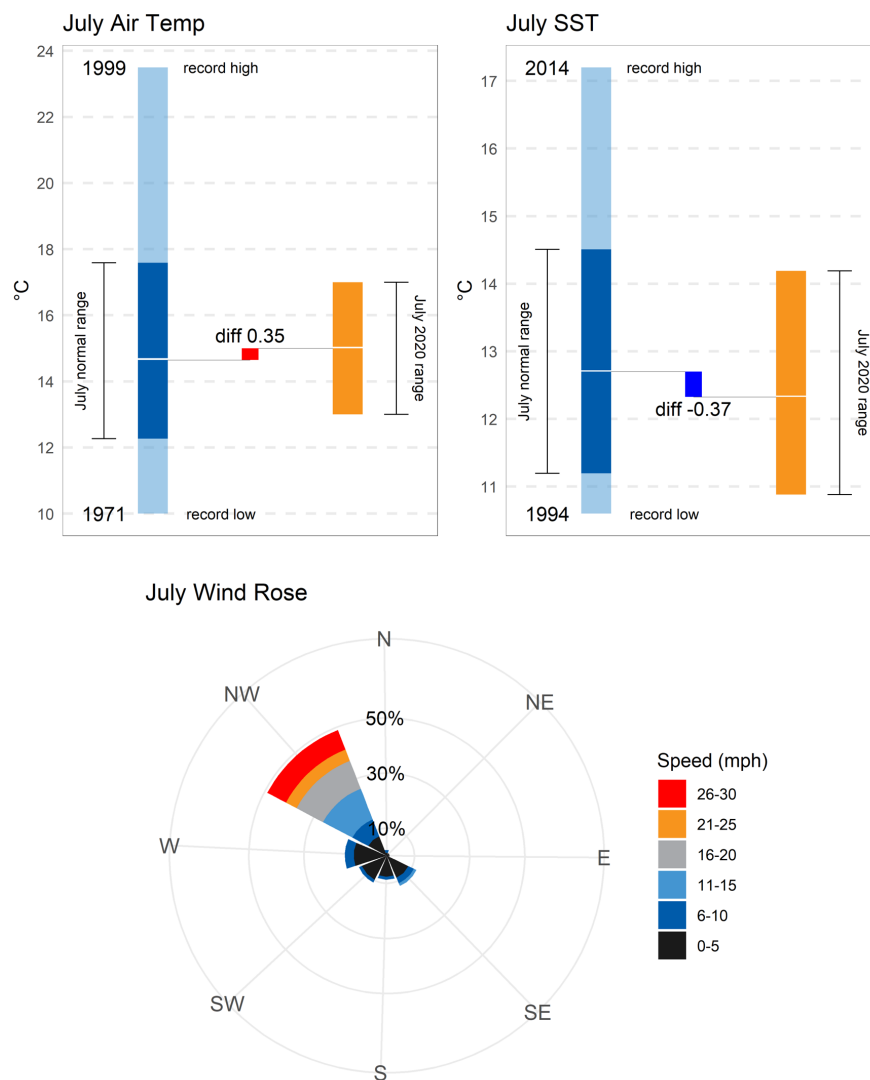 July Air Temp
°C
24
22
20
18
16
14
12
10
1999
record high
July normal range
diff 0.35
July 2020 range
1971
record low
July SST
°C
17
16
15
14
13
12
11
2014
record high
July normal range
diff -0.37
July 2020 range
1994
record low
July Wind Rose
N
NW
NE
50%
30%
10%
W
E
SW
SE
S
Speed (mph)
26-30
21-25
16-20
11-15
6-10
0-5